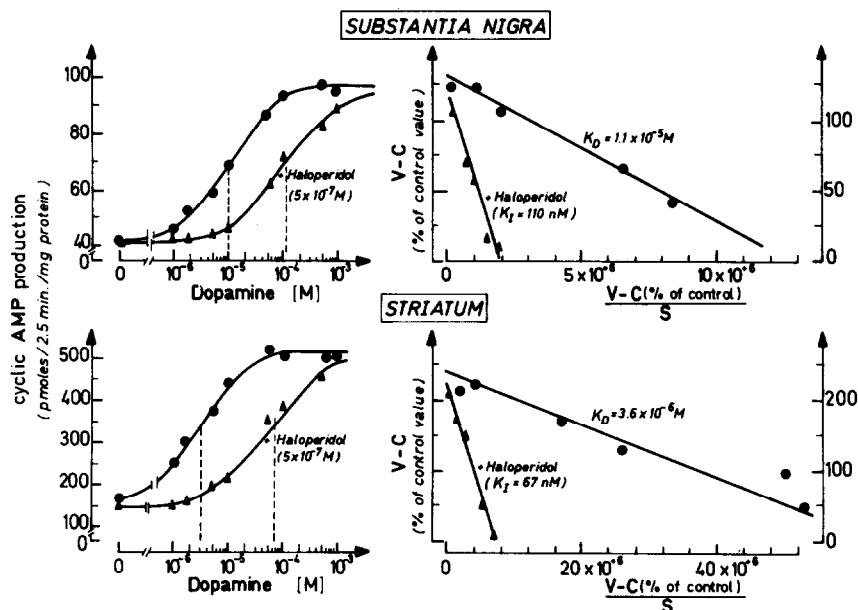 SUBSTANTIA NIGRA
cyclic AMP production
( pmoles / 2.5 min. / mg protein )
100
80
60
40
0
+ Haloperidol
(5x10⁻⁷M)
0
10⁻⁶
10⁻⁵
10⁻⁴
10⁻³
Dopamine [M]
V-C
(% of control value)
K_D = 1.1x10⁻⁵M
+ Haloperidol
( K_I = 110 nM )
100
50
0
0
5x10⁻⁶
10x10⁻⁶
V-C (% of control)
S
STRIATUM
500
400
300
200
100
0
+ Haloperidol
(5x10⁻⁷M)
0
10⁻⁶
10⁻⁵
10⁻⁴
10⁻³
Dopamine [M]
V-C
(% of control value)
K_D = 3.6x10⁻⁶M
+ Haloperidol
( K_I = 67 nM )
200
100
0
0
20x10⁻⁶
40x10⁻⁶
V-C (% of control)
S